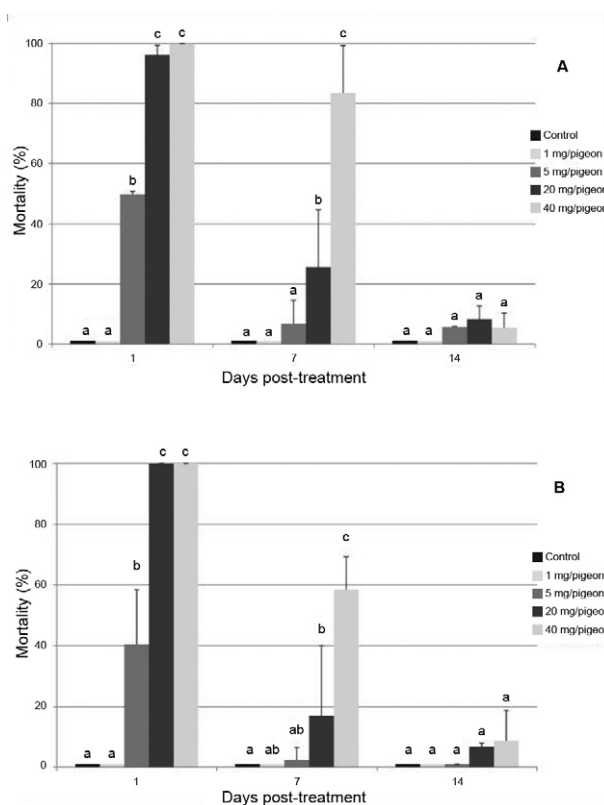 100
80
60
40
20
0
Mortality (%)
a a b c c
a a a b c
a a a a a
1 7 14
Days post-treatment
A
Control
1 mg/pigeon
5 mg/pigeon
20 mg/pigeon
40 mg/pigeon
100
80
60
40
20
0
Mortality (%)
a a b c c
a ab ab b c
a a a a a
1 7 14
Days post-treatment
B
Control
1 mg/pigeon
5 mg/pigeon
20 mg/pigeo
40 mg/pigeon